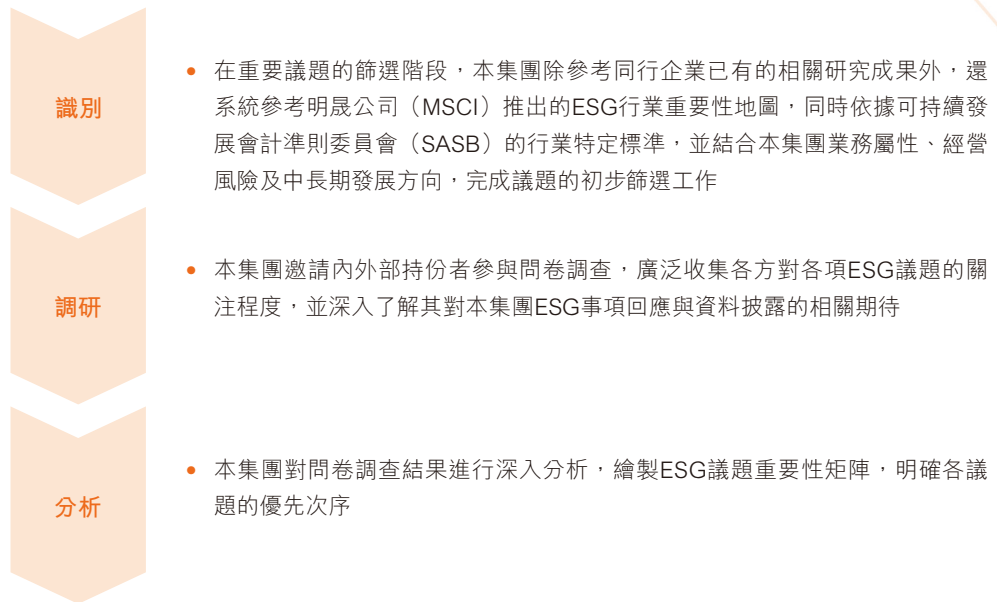 識別
• 在重要議題的篩選階段，本集團除參考同行企業已有的相關研究成果外，還
系統參考明晟公司（MSCI）推出的ESG行業重要性地圖，同時依據可持續發
展會計準則委員會（SASB）的行業特定標準，並結合本集團業務屬性、經營
風險及中長期發展方向，完成議題的初步篩選工作
調研
• 本集團邀請內外部持份者參與問卷調查，廣泛收集各方對各項ESG議題的關
注程度，並深入了解其對本集團ESG事項回應與資料披露的相關期待
分析
• 本集團對問卷調查結果進行深入分析，繪製ESG議題重要性矩陣，明確各議
題的優先次序